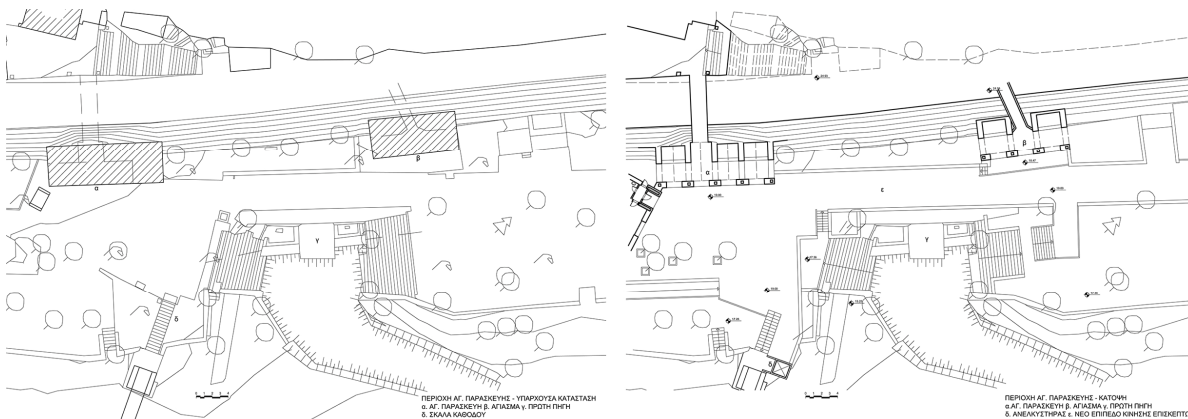 α
β
γ
δ
ΠΕΡΙΟΧΗ ΑΓ. ΠΑΡΑΣΚΕΥΗΣ - ΥΠΑΡΧΟΥΣΑ ΚΑΤΑΣΤΑΣΗ
α. ΑΓ. ΠΑΡΑΣΚΕΥΗ β. ΑΓΙΑΣΜΑ γ. ΠΡΩΤΗ ΠΗΓΗ
δ. ΣΚΑΛΑ ΚΑΘΟΔΟΥ
α
β
ε
γ
δ
ΠΕΡΙΟΧΗ ΑΓ. ΠΑΡΑΣΚΕΥΗΣ - ΚΑΤΟΨΗ
α.ΑΓ. ΠΑΡΑΣΚΕΥΗ β. ΑΓΙΑΣΜΑ γ. ΠΡΩΤΗ ΠΗΓΗ
δ. ΑΝΕΛΚΥΣΤΗΡΑΣ ε. ΝΕΟ ΕΠΙΠΕΔΟ ΚΙΝΗΣΗΣ